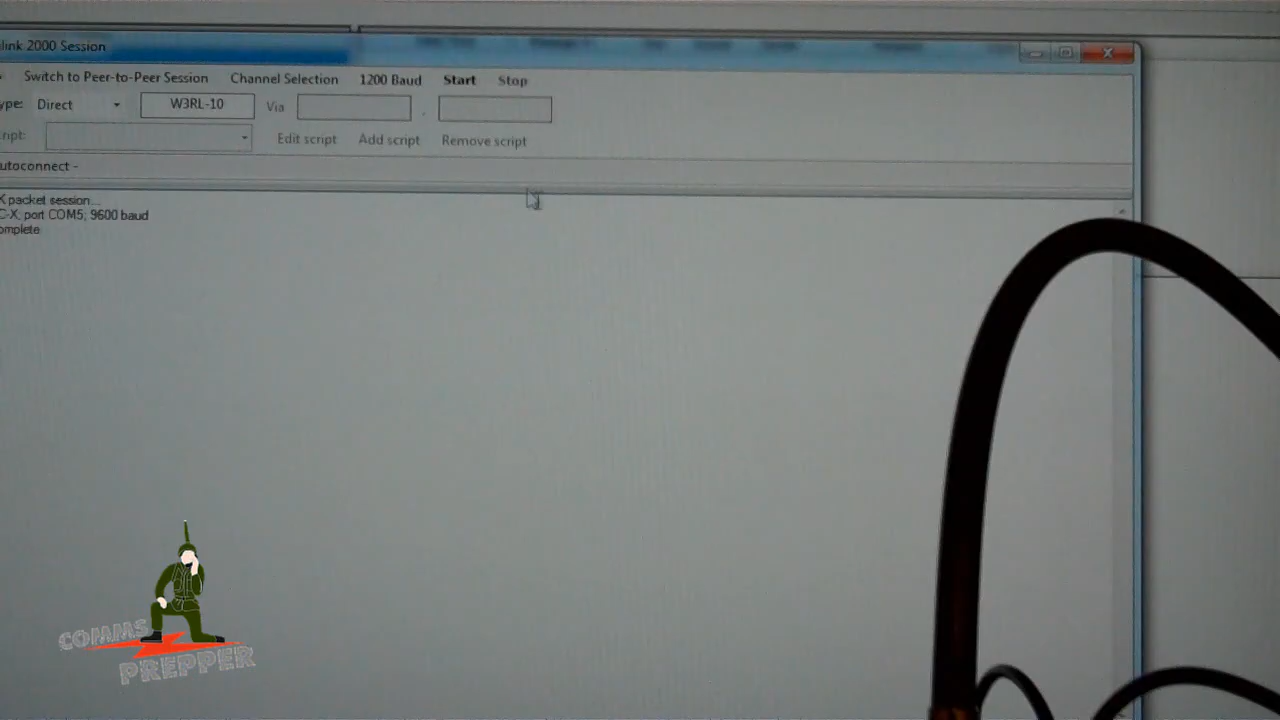 link 2000 Session
Switch to Peer-to-Peer Session Channel Selection 1200 Baud Start Stop
ype: Direct W3RL-10 Via ,
ript: Edit script Add script Remove script
utoconnect -
X packet session...
C-X; port COM5; 9600 baud
omplete
COMMS
PREPPER